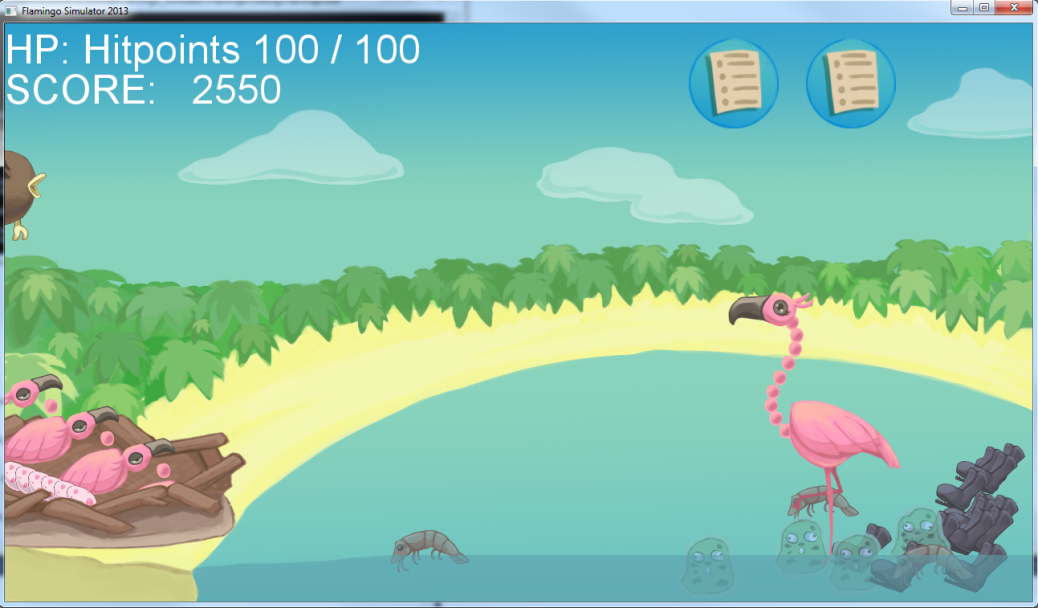 Flamingo Simulator 2013
HP: Hitpoints 100 / 100
SCORE: 2550